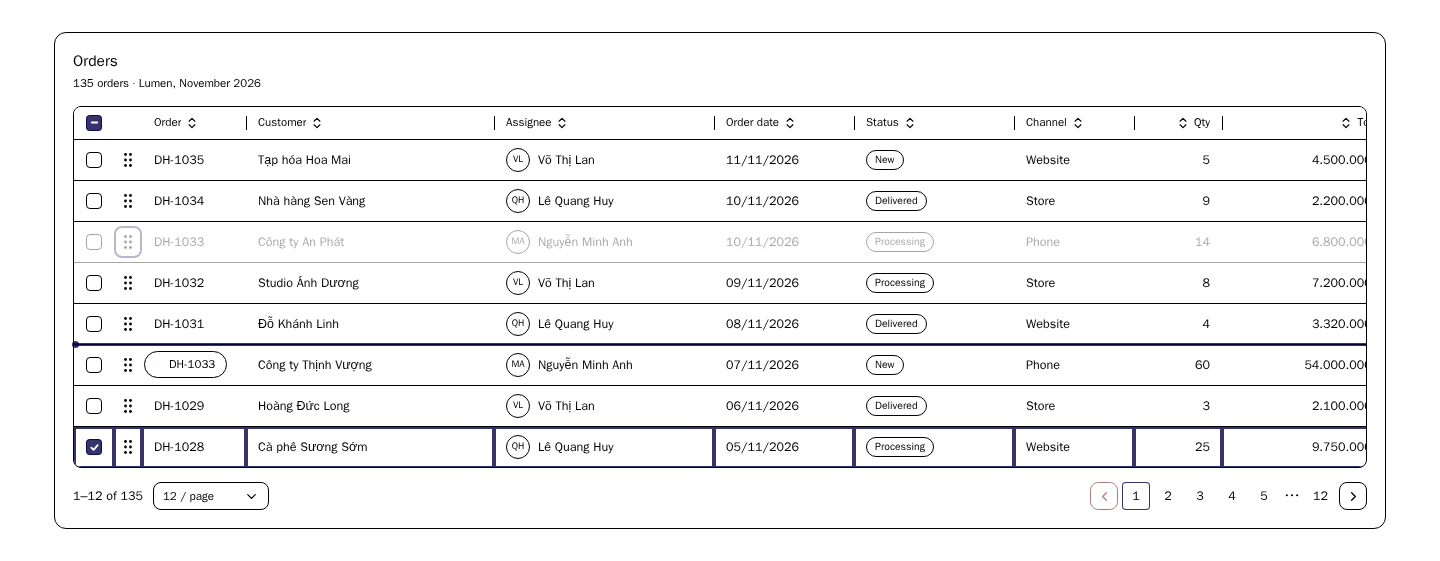 Orders
135 orders · Lumen, November 2026
Order Customer Assignee Order date Status Channel Qty
DH-1035 Tạp hóa Hoa Mai VL Võ Thị Lan 11/11/2026 New Website 5 4.500.00
DH-1034 Nhà hàng Sen Vàng QH Lê Quang Huy 10/11/2026 Delivered Store 9 2.200.00
DH-1033 Công ty An Phát MA Nguyễn Minh Anh 10/11/2026 Processing Phone 14 6.800.00
DH-1032 Studio Ánh Dương VL Võ Thị Lan 09/11/2026 Processing Store 8 7.200.00
DH-1031 Đỗ Khánh Linh QH Lê Quang Huy 08/11/2026 Delivered Website 4 3.320.00
DH-1033 Công ty Thịnh Vượng MA Nguyễn Minh Anh 07/11/2026 New Phone 60 54.000.00
DH-1029 Hoàng Đức Long VL Võ Thị Lan 06/11/2026 Delivered Store 3 2.100.00
DH-1028 Cà phê Sương Sớm QH Lê Quang Huy 05/11/2026 Processing Website 25 9.750.00
1–12 of 135 12 / page 1 2 3 4 5 ··· 12